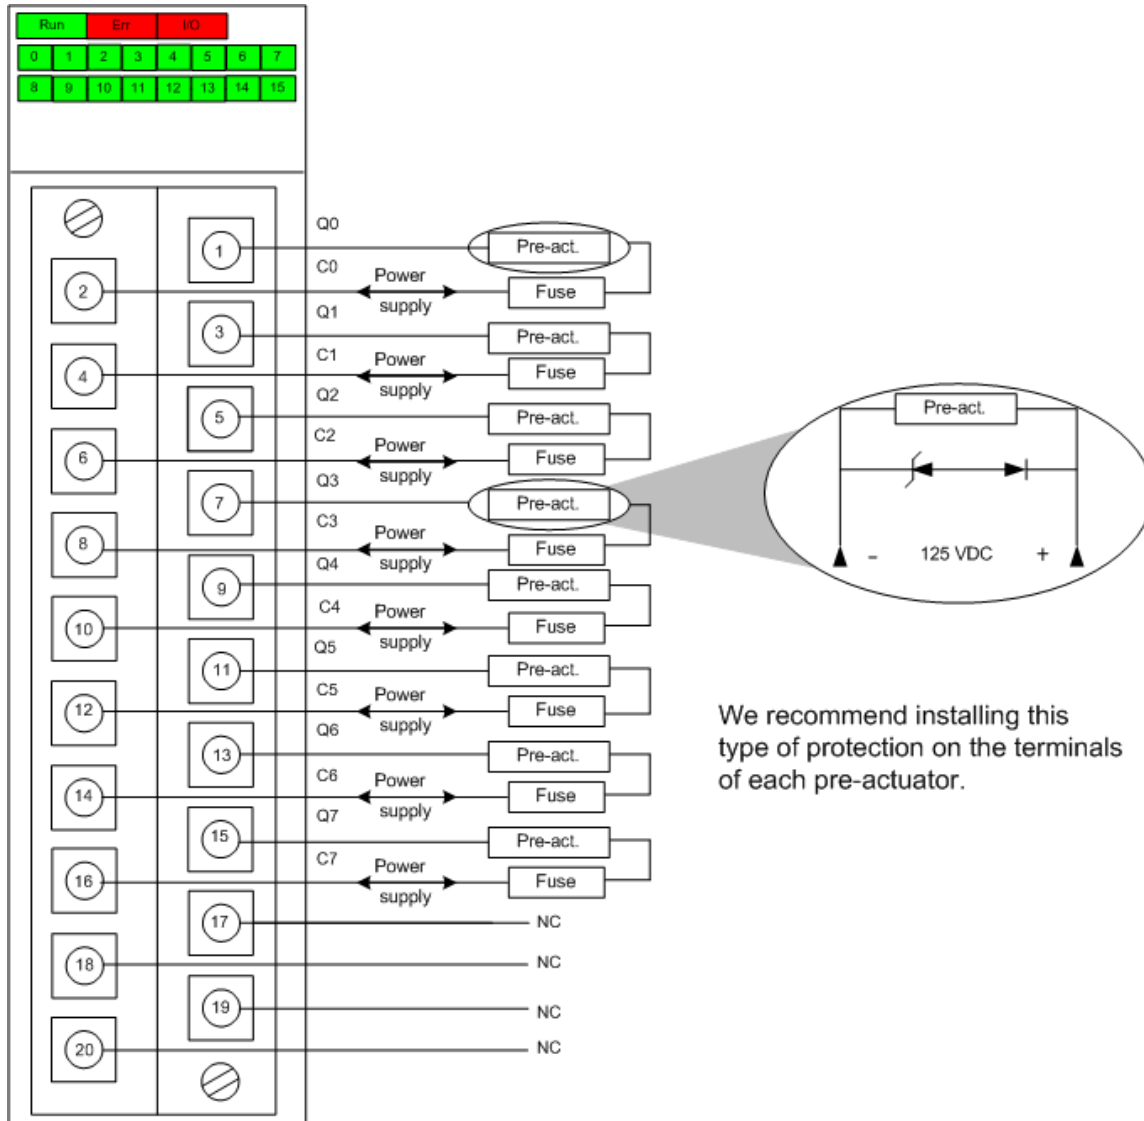 Run Err I/O
0 1 2 3 4 5 6 7
8 9 10 11 12 13 14 15
Q0
1 Pre-act.
C0
2 Power supply Fuse
Q1
3 Pre-act.
C1
4 Power supply Fuse
Q2
5 Pre-act.
C2
6 Power supply Fuse
Q3
7 Pre-act.
C3
8 Power supply Fuse
Q4
9 Pre-act.
C4
10 Power supply Fuse
Q5
11 Pre-act.
C5
12 Power supply Fuse
Q6
13 Pre-act.
C6
14 Power supply Fuse
Q7
15 Pre-act.
C7
16 Power supply Fuse
17 NC
18 NC
19 NC
20 NC
Pre-act.
- 125 VDC +
We recommend installing this
type of protection on the terminals
of each pre-actuator.